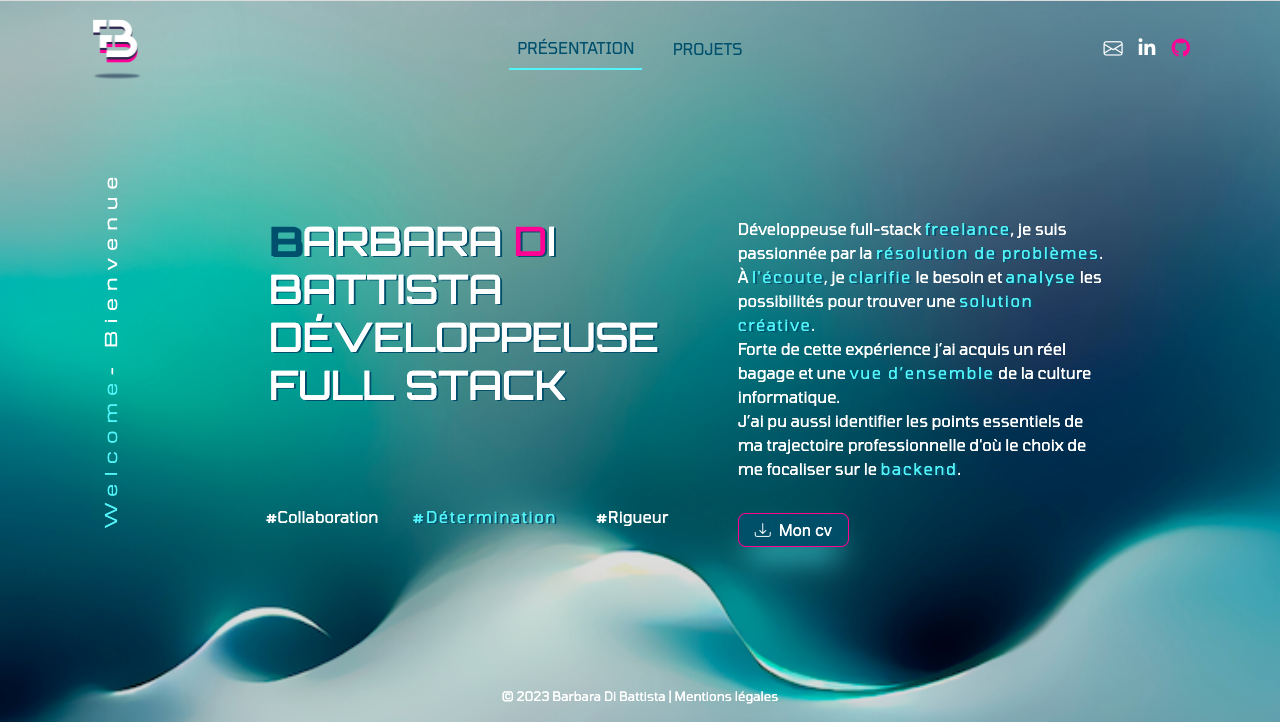 PRÉSENTATION
PROJETS
in
Welcome - Bienvenue
BARBARA DI
BATTISTA
DÉVELOPPEUSE
FULL STACK
#Collaboration
#Détermination
#Rigueur
Développeuse full-stack freelance, je suis
passionnée par la résolution de problèmes.
À l'écoute, je clarifie le besoin et analyse les
possibilités pour trouver une solution
créative.
Forte de cette expérience j’ai acquis un réel
bagage et une vue d’ensemble de la culture
informatique.
J’ai pu aussi identifier les points essentiels de
ma trajectoire professionnelle d'où le choix de
me focaliser sur le backend.
Mon cv
© 2023 Barbara Di Battista | Mentions légales